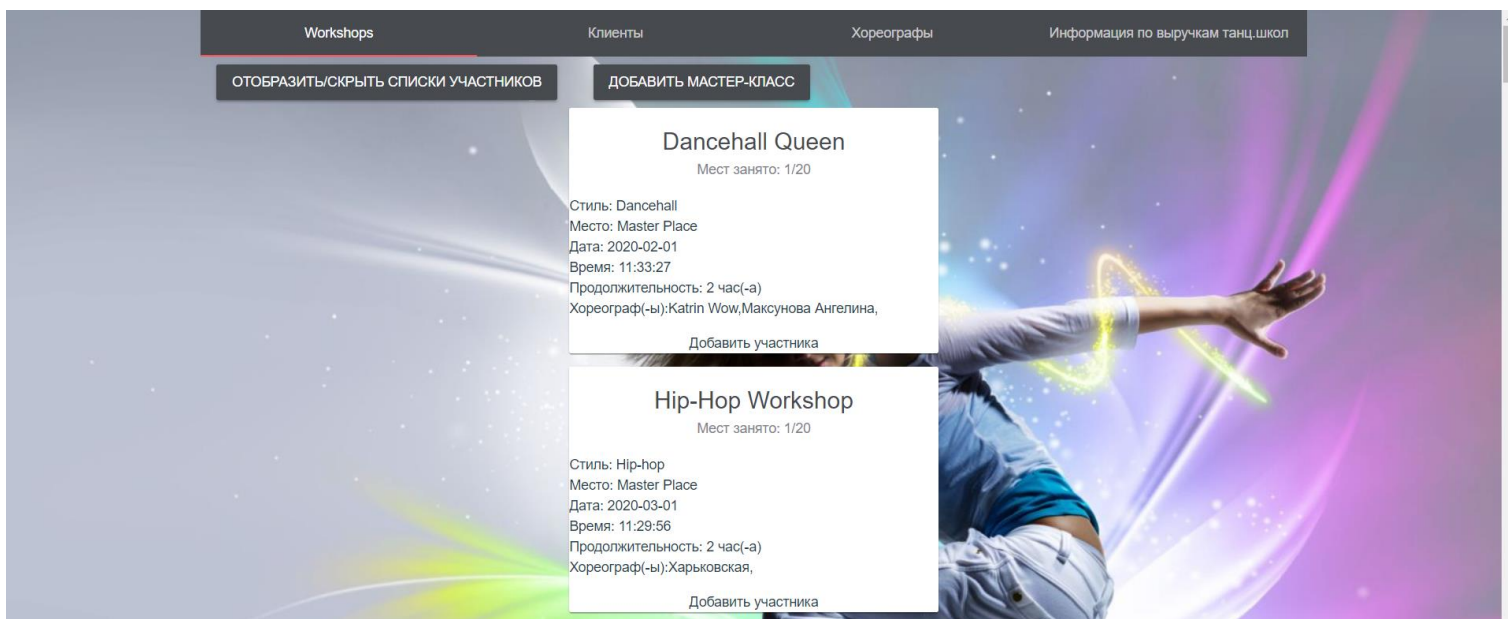 Workshops
Клиенты
Хореографы
Информация по выручкам танц.школ
ОТОБРАЗИТЬ/СКРЫТЬ СПИСКИ УЧАСТНИКОВ
ДОБАВИТЬ МАСТЕР-КЛАСС
Dancehall Queen
Мест занято: 1/20
Стиль: Dancehall
Место: Master Place
Дата: 2020-02-01
Время: 11:33:27
Продолжительность: 2 час(-а)
Хореограф(-ы):Katrin Wow,Максунова Ангелина,
Добавить участника
Hip-Hop Workshop
Мест занято: 1/20
Стиль: Hip-hop
Место: Master Place
Дата: 2020-03-01
Время: 11:29:56
Продолжительность: 2 час(-а)
Хореограф(-ы):Харьковская,
Добавить участника